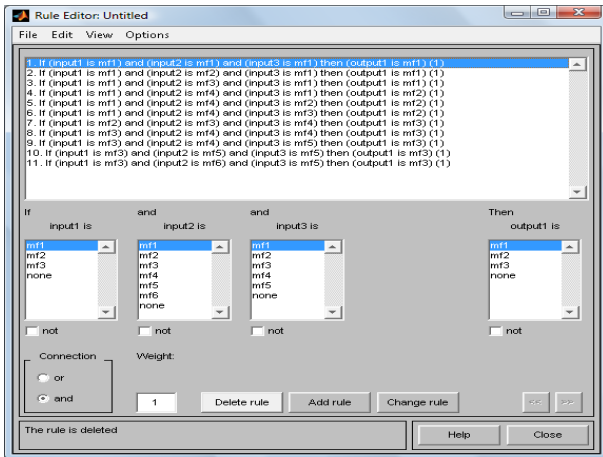 Rule Editor: Untitled
File Edit View Options
1. If (input1 is mf1) and (input2 is mf1) and (input3 is mf1) then (output1 is mf1) (1)
2. If (input1 is mf1) and (input2 is mf2) and (input3 is mf1) then (output1 is mf1) (1)
3. If (input1 is mf1) and (input2 is mf3) and (input3 is mf1) then (output1 is mf1) (1)
4. If (input1 is mf1) and (input2 is mf4) and (input3 is mf1) then (output1 is mf2) (1)
5. If (input1 is mf1) and (input2 is mf4) and (input3 is mf2) then (output1 is mf2) (1)
6. If (input1 is mf1) and (input2 is mf4) and (input3 is mf3) then (output1 is mf2) (1)
7. If (input1 is mf2) and (input2 is mf3) and (input3 is mf4) then (output1 is mf3) (1)
8. If (input1 is mf3) and (input2 is mf4) and (input3 is mf4) then (output1 is mf3) (1)
9. If (input1 is mf3) and (input2 is mf4) and (input3 is mf5) then (output1 is mf3) (1)
10. If (input1 is mf3) and (input2 is mf5) and (input3 is mf5) then (output1 is mf3) (1)
11. If (input1 is mf3) and (input2 is mf6) and (input3 is mf5) then (output1 is mf3) (1)
If and and Then
input1 is input2 is input3 is output1 is
mf1 mf1 mf1 mf1
mf2 mf2 mf2 mf2
mf3 mf3 mf3 mf3
none mf4 mf4 none
mf5 mf5
mf6 none
none
not not not not
Connection Weight:
or
and 1 Delete rule Add rule Change rule << >>
The rule is deleted Help Close